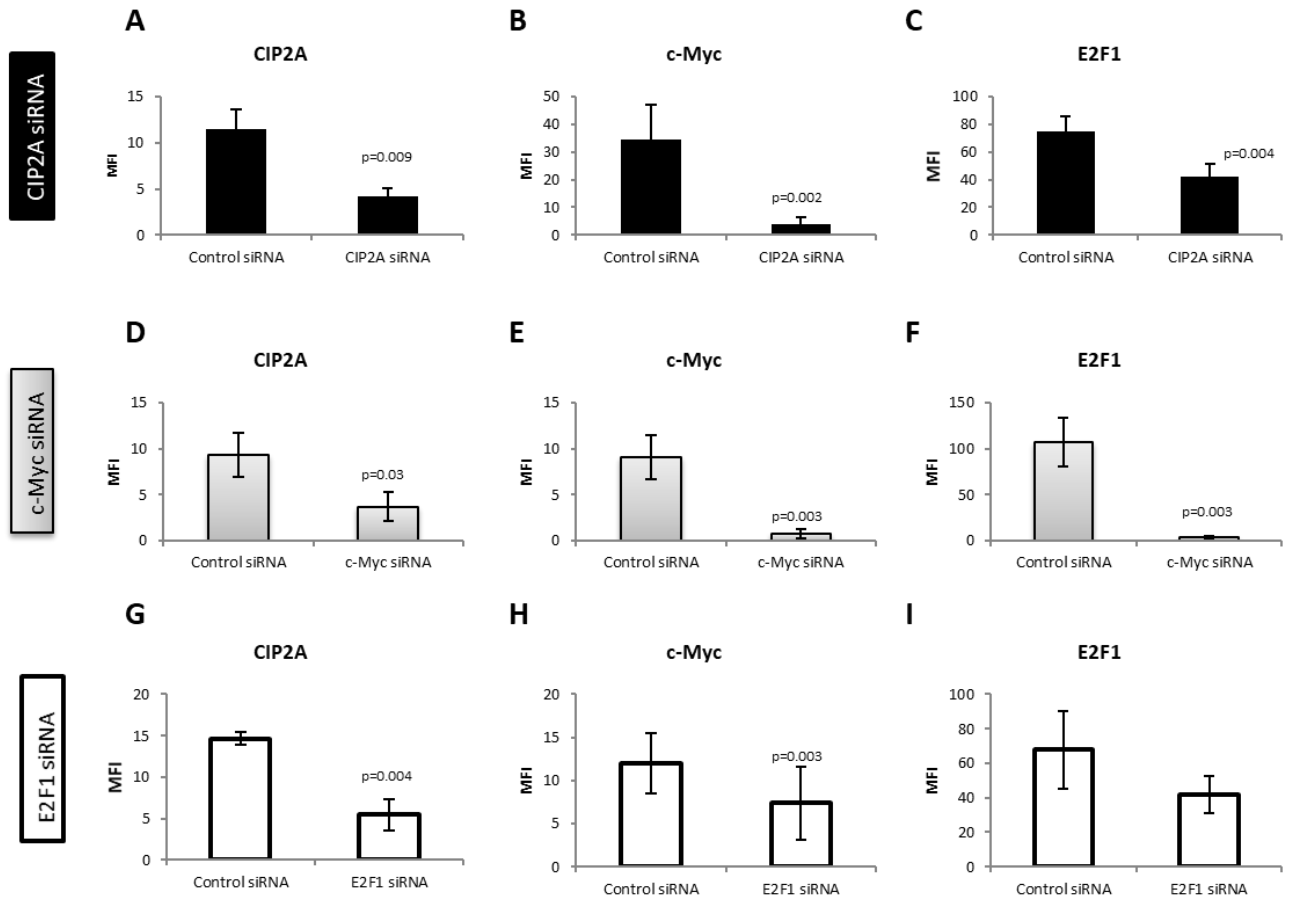 CIP2A siRNA
A
CIP2A
MFI
15
10
5
0
p=0.009
Control siRNA
CIP2A siRNA
B
c-Myc
MFI
50
40
30
20
10
0
p=0.002
Control siRNA
CIP2A siRNA
C
E2F1
MFI
100
80
60
40
20
0
p=0.004
Control siRNA
CIP2A siRNA
c-Myc siRNA
D
CIP2A
MFI
15
10
5
0
p=0.03
Control siRNA
c-Myc siRNA
E
c-Myc
MFI
15
10
5
0
p=0.003
Control siRNA
c-Myc siRNA
F
E2F1
MFI
150
100
50
0
p=0.003
Control siRNA
c-Myc siRNA
E2F1 siRNA
G
CIP2A
MFI
20
15
10
5
0
p=0.004
Control siRNA
E2F1 siRNA
H
c-Myc
MFI
20
15
10
5
0
p=0.003
Control siRNA
E2F1 siRNA
I
E2F1
MFI
100
80
60
40
20
0
Control siRNA
E2F1 siRNA